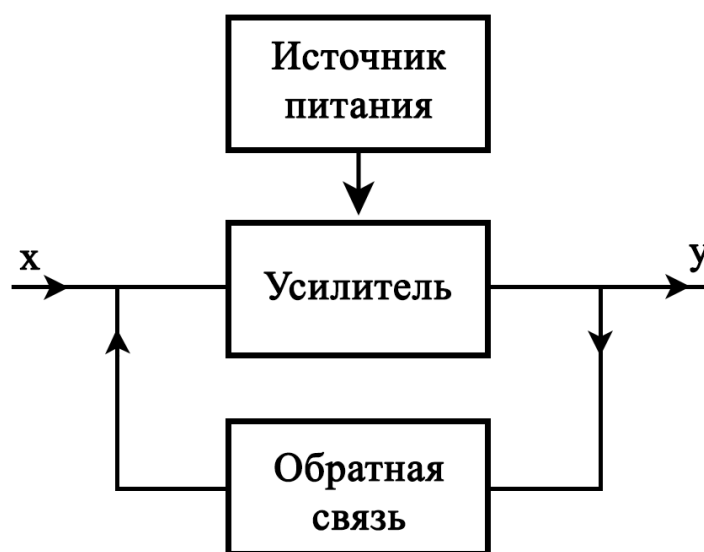 Источник
питания
x
Усилитель
y
Обратная
связь